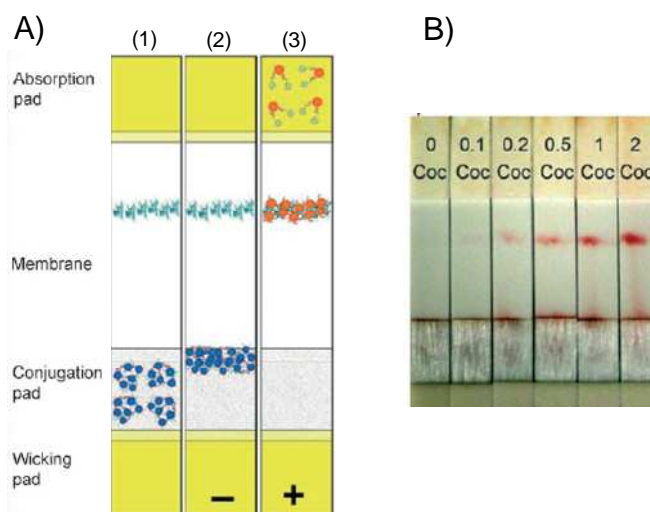 A)
(1) (2) (3)
Absorption
pad
Membrane
Conjugation
pad
Wicking
pad
− +
B)
0 0.1 0.2 0.5 1 2
Coc Coc Coc Coc Coc Coc